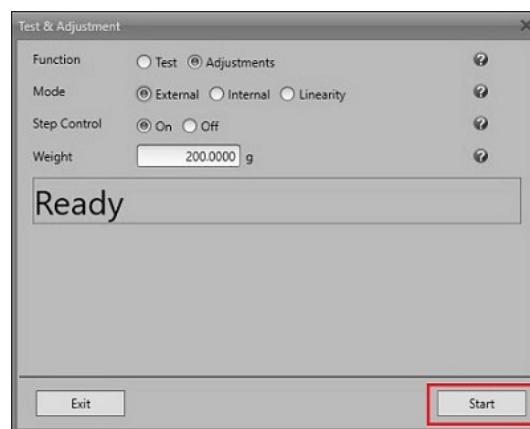 Test & Adjustment
Function Test Adjustments
Mode External Internal Linearity
Step Control On Off
Weight 200.0000 g
Ready
Exit Start